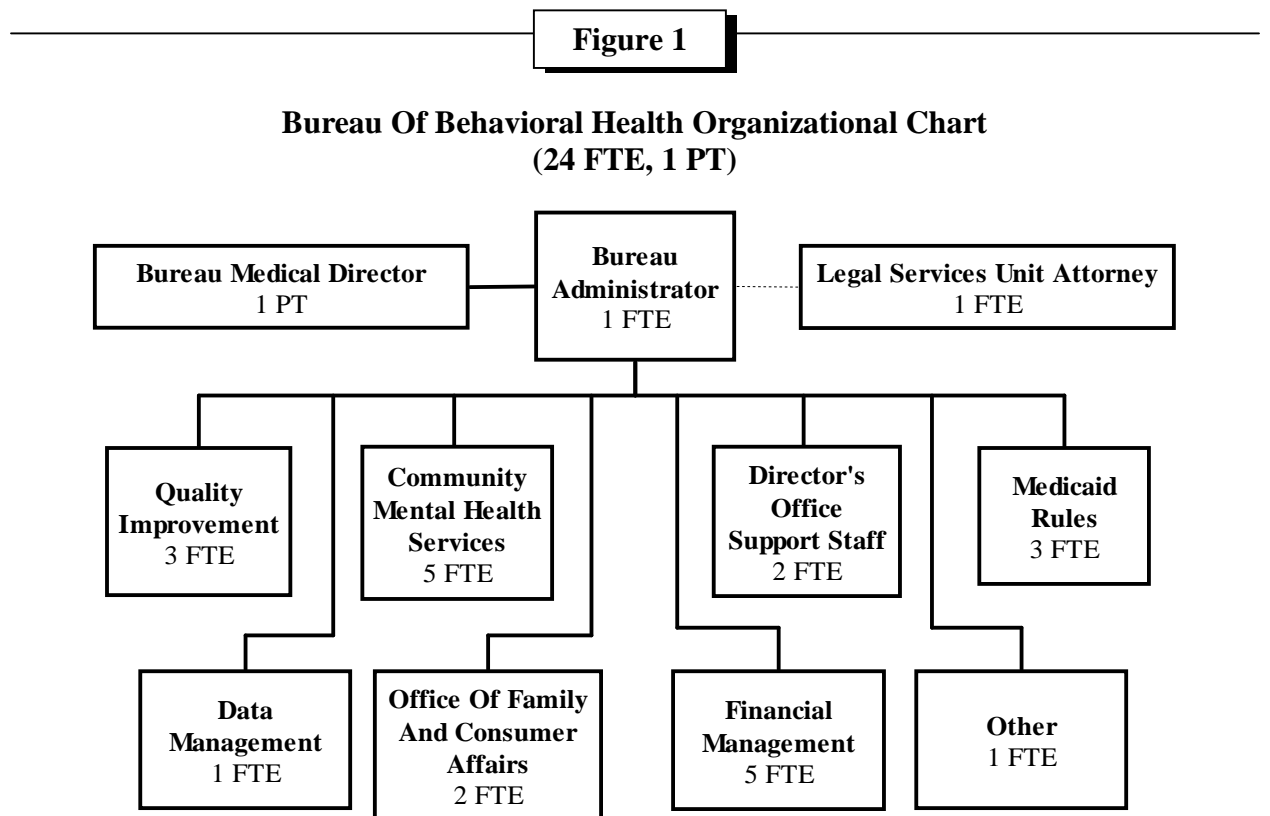 Figure 1
Bureau Of Behavioral Health Organizational Chart
(24 FTE, 1 PT)
Bureau Medical Director
1 PT
Bureau
Administrator
1 FTE
Legal Services Unit Attorney
1 FTE
Quality
Improvement
3 FTE
Community
Mental Health
Services
5 FTE
Director's
Office
Support Staff
2 FTE
Medicaid
Rules
3 FTE
Data
Management
1 FTE
Office Of Family
And Consumer
Affairs
2 FTE
Financial
Management
5 FTE
Other
1 FTE